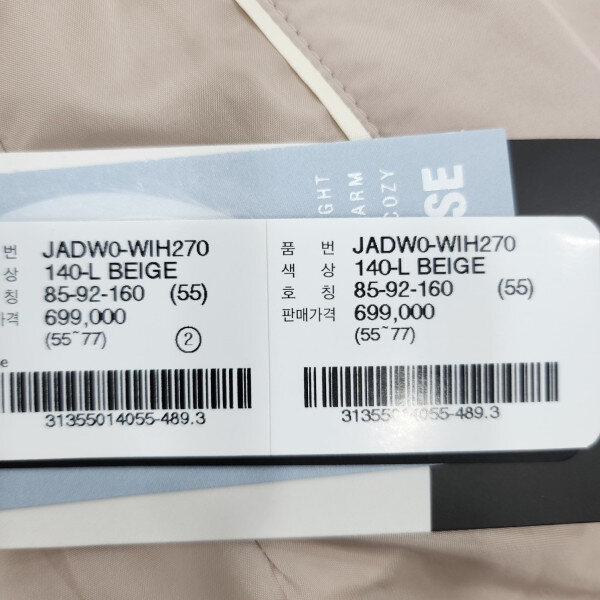 GHT
ARM
COZY
SE
번 JADW0-WIH270
상 140-L BEIGE
칭 85-92-160 (55)
가격 699,000
(55~77) ②
e
31355014055-489.3
품 번 JADW0-WIH270
색 상 140-L BEIGE
호 칭 85-92-160 (55)
판매가격 699,000
(55~77)
31355014055-489.3